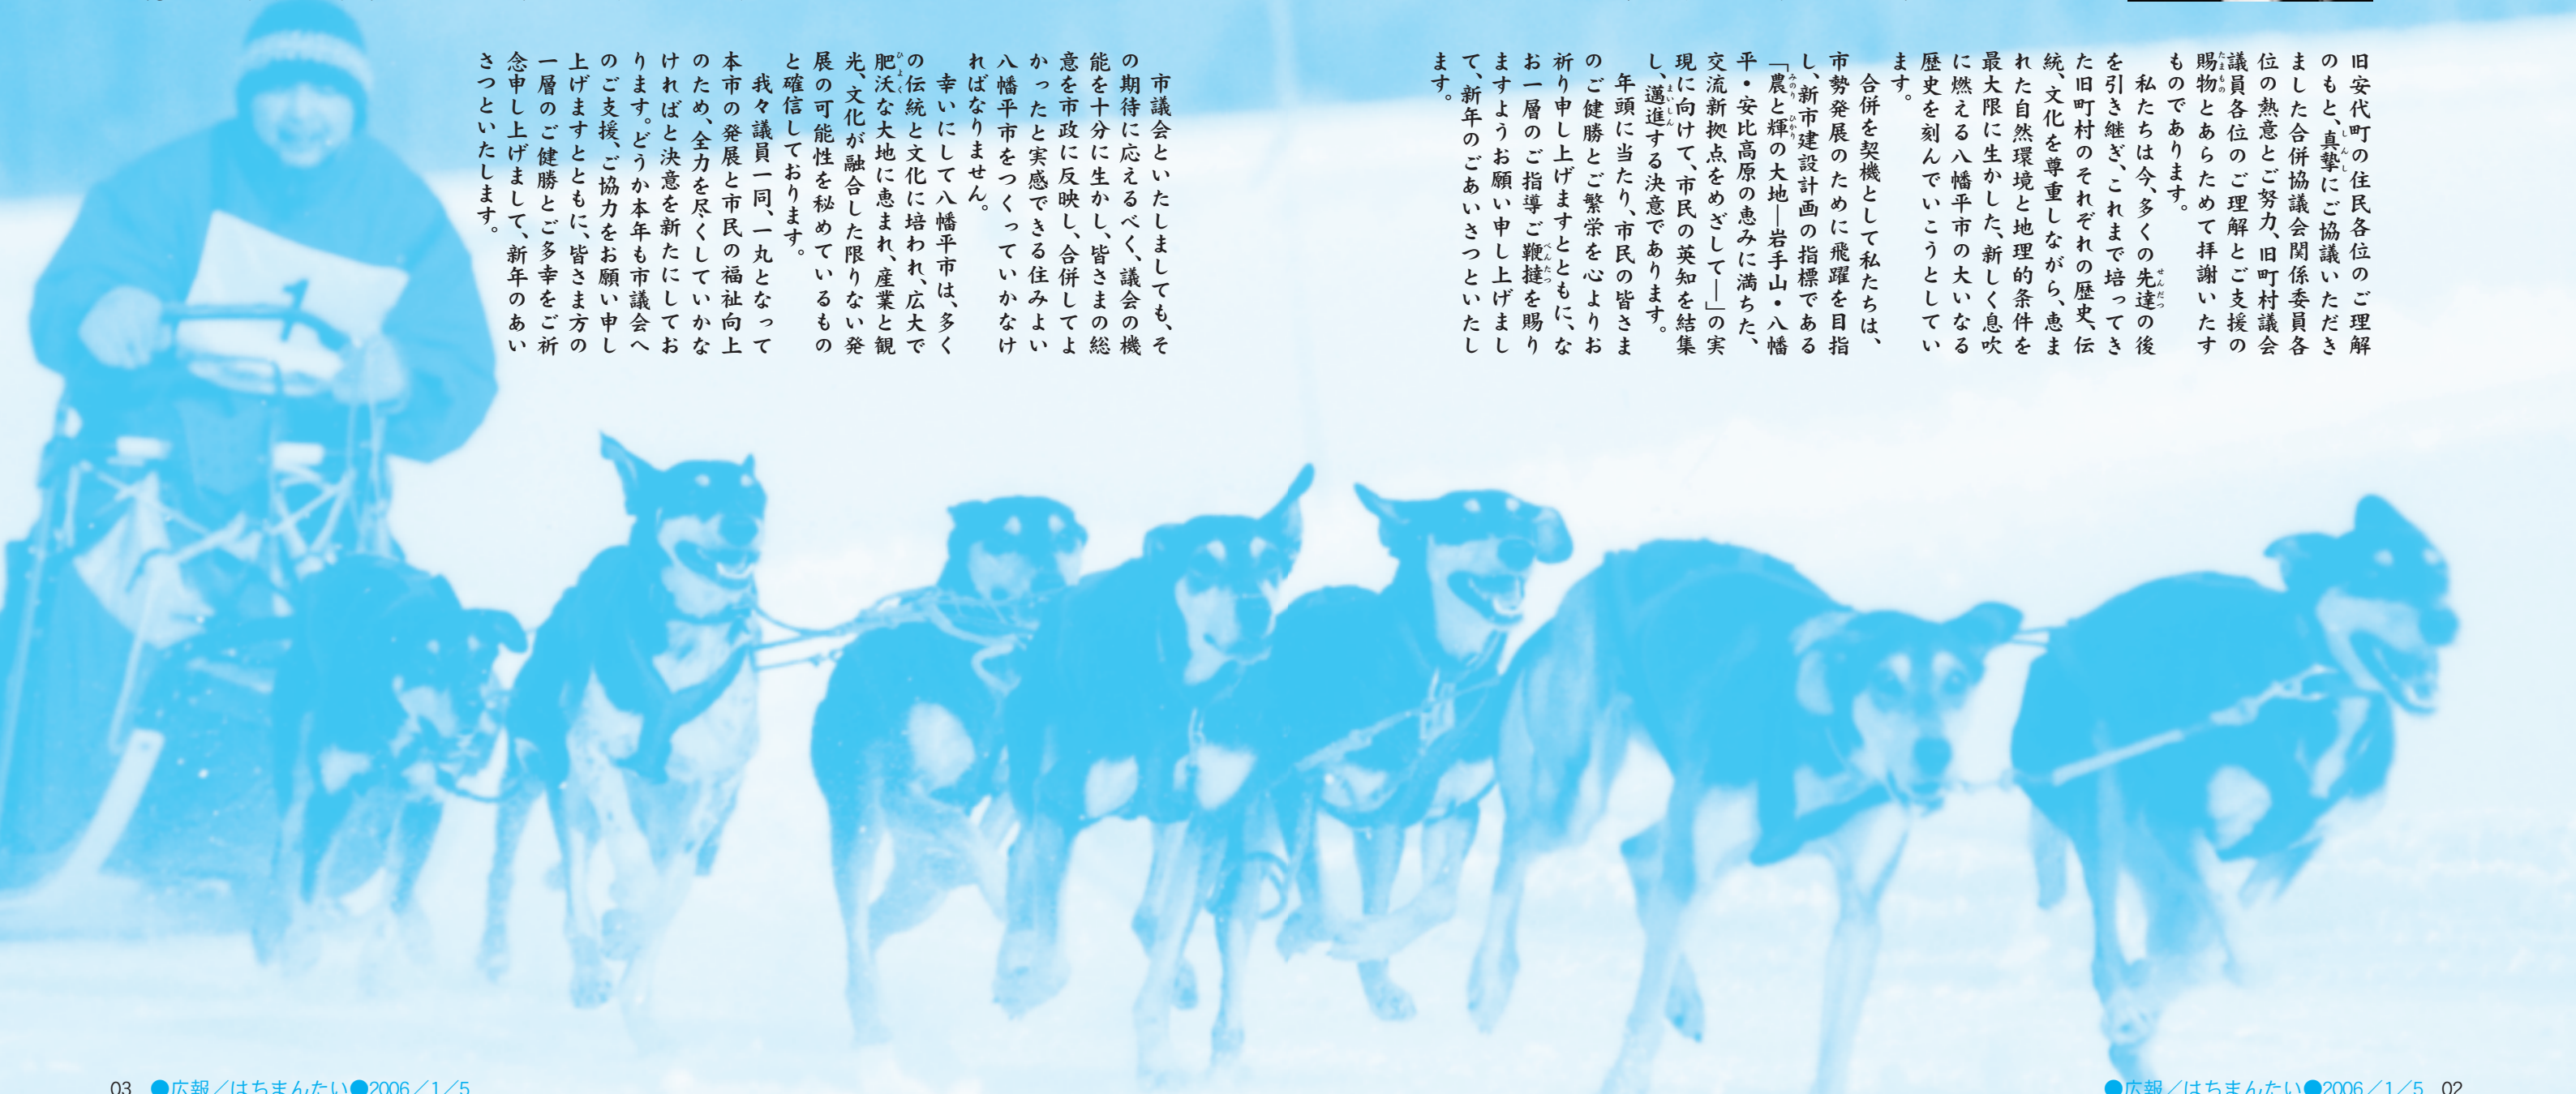 旧安代町の住民各位のご理解
のもと、真摯にご協議いただき
ました合併協議会関係委員各
位の熱意とご努力、旧町村議会
議員各位のご理解とご支援の
賜物とあらためて拝謝いたす
ものであります。
私たちは今、多くの先達の後
を引き継ぎ、これまで培ってき
た旧町村のそれぞれの歴史、伝
統、文化を尊重しながら、恵ま
れた自然環境と地理的条件を
最大限に生かした、新しく息吹
に燃える八幡平市の大いなる
歴史を刻んでいこうとしてい
ます。
合併を契機として私たちは、
市勢発展のために飛躍を目指
し、新市建設計画の指標である
「農と輝の大地―岩手山・八幡
平・安比高原の恵みに満ちた、
交流新拠点をめざして―」の実
現に向けて、市民の英知を結集
し、邁進する決意であります。
年頭に当たり、市民の皆さま
のご健勝とご繁栄を心よりお
祈り申し上げますとともに、な
お一層のご指導ご鞭撻を賜り
ますようお願い申し上げまし
て、新年のごあいさつといたし
ます。
市議会といたしましても、そ
の期待に応えるべく、議会の機
能を十分に生かし、皆さまの総
意を市政に反映し、合併してよ
かったと実感できる住みよい
八幡平市をつくっていかなけ
ればなりません。
幸いにして八幡平市は、多く
の伝統と文化に培われ、広大で
肥沃な大地に恵まれ、産業と観
光、文化が融合した限りない発
展の可能性を秘めているもの
と確信しております。
我々議員一同、一丸となって
本市の発展と市民の福祉向上
のため、全力を尽くしていかな
ければと決意を新たにしてお
ります。どうか本年も市議会へ
のご支援、ご協力をお願い申し
上げますとともに、皆さま方の
一層のご健勝とご多幸をご祈
念申し上げまして、新年のあい
さつといたします。
1
03 ●広報／はちまんたい●2006／1／5
●広報／はちまんたい●2006／1／5 02